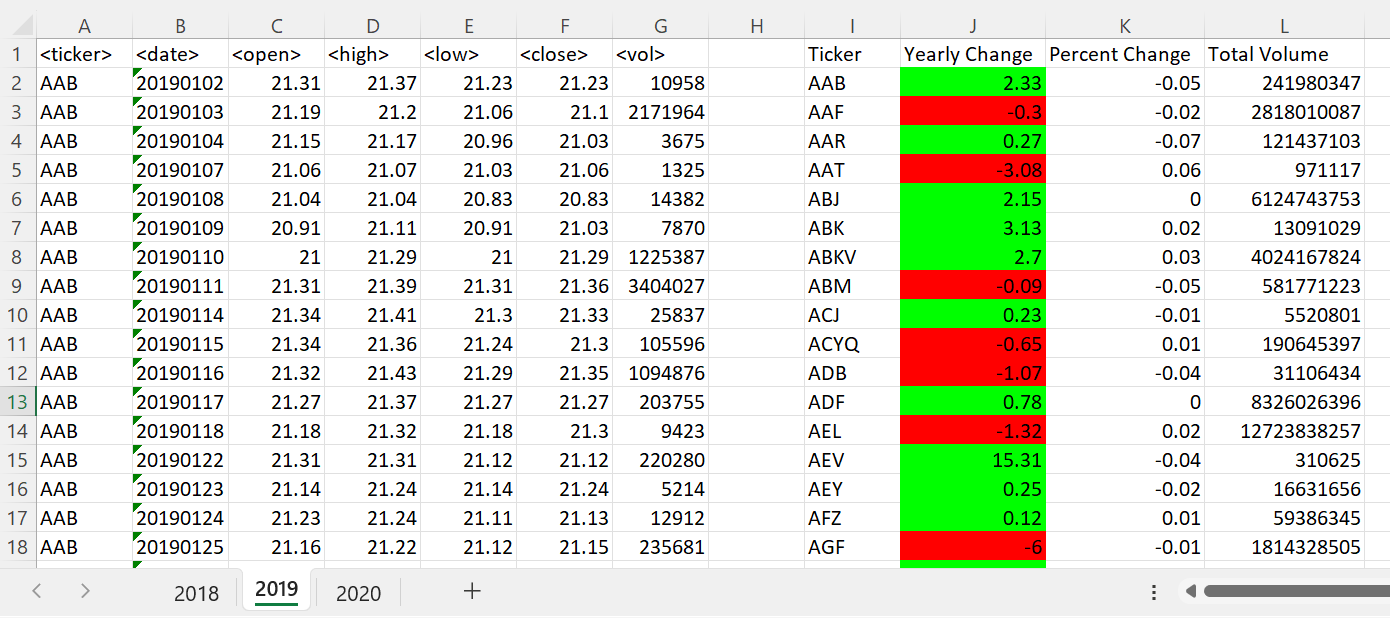 A B C D E F G H I J K L
1 <ticker> <date> <open> <high> <low> <close> <vol> Ticker Yearly Change Percent Change Total Volume
2 AAB 20190102 21.31 21.37 21.23 21.23 10958 AAB 2.33 -0.05 241980347
3 AAB 20190103 21.19 21.2 21.06 21.1 2171964 AAF -0.3 -0.02 2818010087
4 AAB 20190104 21.15 21.17 20.96 21.03 3675 AAR 0.27 -0.07 121437103
5 AAB 20190107 21.06 21.07 21.03 21.06 1325 AAT -3.08 0.06 971117
6 AAB 20190108 21.04 21.04 20.83 20.83 14382 ABJ 2.15 0 6124743753
7 AAB 20190109 20.91 21.11 20.91 21.03 7870 ABK 3.13 0.02 13091029
8 AAB 20190110 21 21.29 21 21.29 1225387 ABKV 2.7 0.03 4024167824
9 AAB 20190111 21.31 21.39 21.31 21.36 3404027 ABM -0.09 -0.05 581771223
10 AAB 20190114 21.34 21.41 21.3 21.33 25837 ACJ 0.23 -0.01 5520801
11 AAB 20190115 21.34 21.36 21.24 21.3 105596 ACYQ -0.65 0.01 190645397
12 AAB 20190116 21.32 21.43 21.29 21.35 1094876 ADB -1.07 -0.04 31106434
13 AAB 20190117 21.27 21.37 21.27 21.27 203755 ADF 0.78 0 8326026396
14 AAB 20190118 21.18 21.32 21.18 21.3 9423 AEL -1.32 0.02 12723838257
15 AAB 20190122 21.31 21.31 21.12 21.12 220280 AEV 15.31 -0.04 310625
16 AAB 20190123 21.14 21.24 21.14 21.24 5214 AEY 0.25 -0.02 16631656
17 AAB 20190124 21.23 21.24 21.11 21.13 12912 AFZ 0.12 0.01 59386345
18 AAB 20190125 21.16 21.22 21.12 21.15 235681 AGF -6 -0.01 1814328505
2018 2019 2020